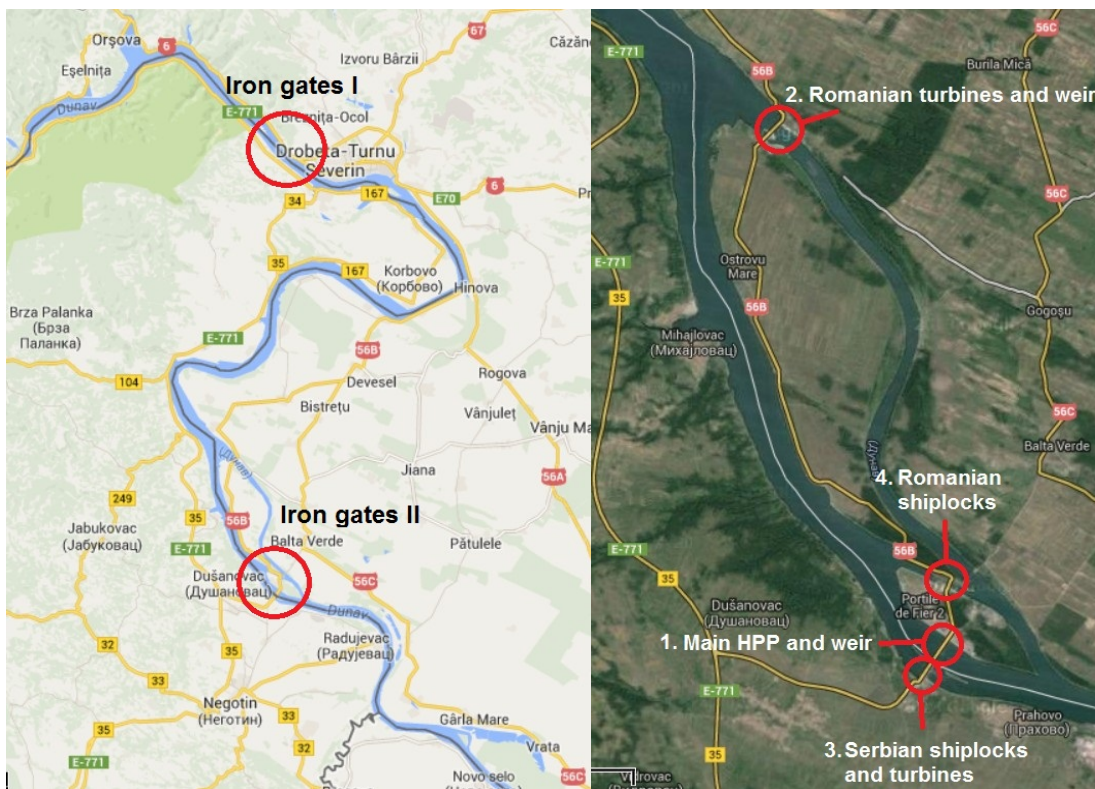 Orşova
6
67
Izvoru Bârzii
Eşelniţa
Dunav
Iron gates I
E-771
Breznița-Ocol
Drobeta-Turnu
Severin
6
34
167
E70
35
167
Korbovo
(Корбово)
Hinova
Brza Palanka
(Брза
Паланка)
E-771
56B
104
Devesel
Rogova
Bistreţu
Vânjuleţ
Vânju Ma
(Дунав)
Jiana
56A
249
35
56B
Iron gates II
Jabukovac
(Јабуковац)
E-771
Balta Verde
Pătulele
Dušanovac
(Душановац)
56C
Dunav
32
35
Radujevac
(Радујевац)
33
Negotin
(Неготин)
32
33
35
Gârla Mare
Vrata
E-771
Novo selo
56C
56C
56B
Burila Mică
2. Romanian turbines and weir
56C
Ostrovu
Mare
E-771
35
56B
Gogoşu
Mihajlovac
(Михајловац)
56C
Balta Verde
4. Romanian
shiplocks
56B
35
Dušanovac
(Душановац)
Portile
de Fier 2
1. Main HPP and weir
E-771
Prahovo
(Прахово)
35
3. Serbian shiplocks
and turbines
Vidrovac